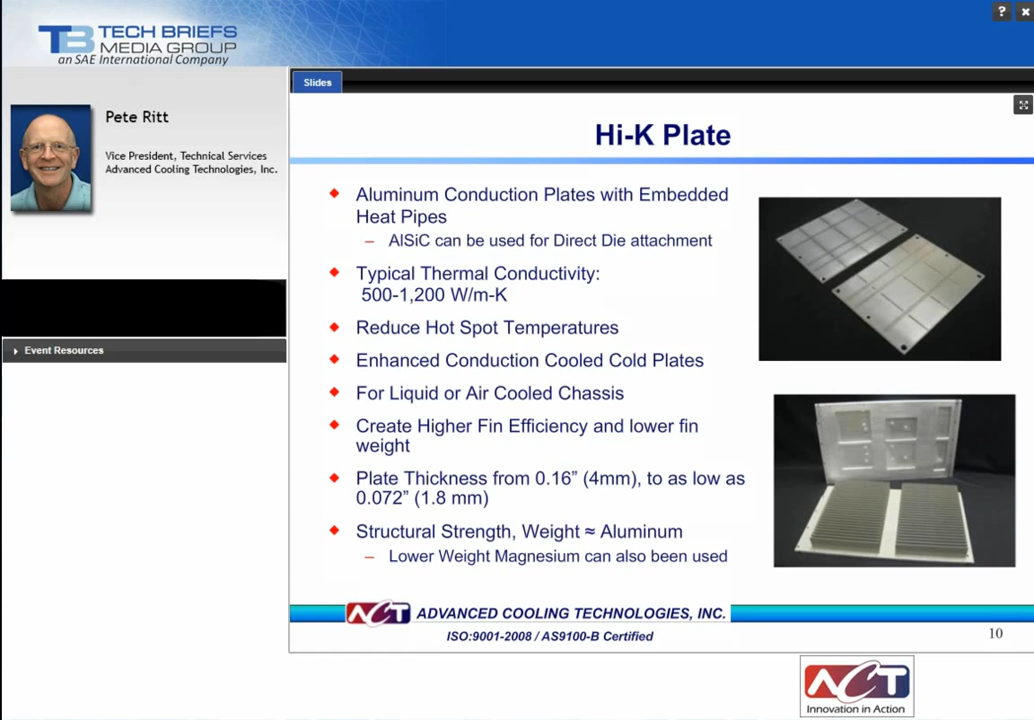 TB TECH BRIEFS
MEDIA GROUP
an SAE International Company
? ×
Pete Ritt
Vice President, Technical Services
Advanced Cooling Technologies, Inc.
Event Resources
Slides
Hi-K Plate
Aluminum Conduction Plates with Embedded
Heat Pipes
– AlSiC can be used for Direct Die attachment
Typical Thermal Conductivity:
500-1,200 W/m-K
Reduce Hot Spot Temperatures
Enhanced Conduction Cooled Cold Plates
For Liquid or Air Cooled Chassis
Create Higher Fin Efficiency and lower fin
weight
Plate Thickness from 0.16” (4mm), to as low as
0.072” (1.8 mm)
Structural Strength, Weight ≈ Aluminum
– Lower Weight Magnesium can also been used
ACT ADVANCED COOLING TECHNOLOGIES, INC.
ISO:9001-2008 / AS9100-B Certified
10
ACT
Innovation in Action